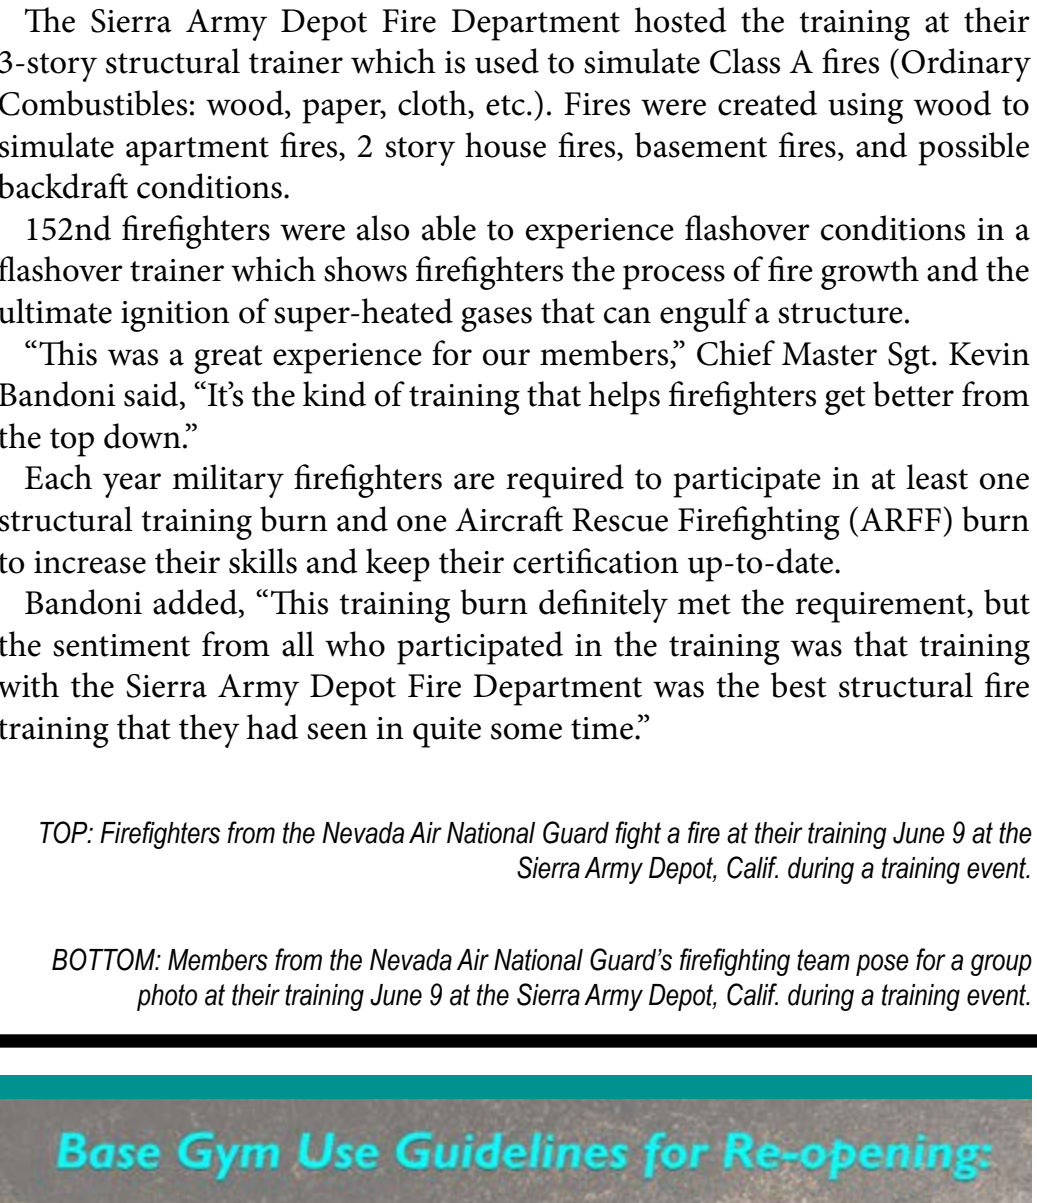 The Sierra Army Depot Fire Department hosted the training at their
3-story structural trainer which is used to simulate Class A fires (Ordinary
Combustibles: wood, paper, cloth, etc.). Fires were created using wood to
simulate apartment fires, 2 story house fires, basement fires, and possible
backdraft conditions.
152nd firefighters were also able to experience flashover conditions in a
flashover trainer which shows firefighters the process of fire growth and the
ultimate ignition of super-heated gases that can engulf a structure.
“This was a great experience for our members,” Chief Master Sgt. Kevin
Bandoni said, “It’s the kind of training that helps firefighters get better from
the top down.”
Each year military firefighters are required to participate in at least one
structural training burn and one Aircraft Rescue Firefighting (ARFF) burn
to increase their skills and keep their certification up-to-date.
Bandoni added, “This training burn definitely met the requirement, but
the sentiment from all who participated in the training was that training
with the Sierra Army Depot Fire Department was the best structural fire
training that they had seen in quite some time.”
TOP: Firefighters from the Nevada Air National Guard fight a fire at their training June 9 at the
Sierra Army Depot, Calif. during a training event.
BOTTOM: Members from the Nevada Air National Guard’s firefighting team pose for a group
photo at their training June 9 at the Sierra Army Depot, Calif. during a training event.
Base Gym Use Guidelines for Re-opening: